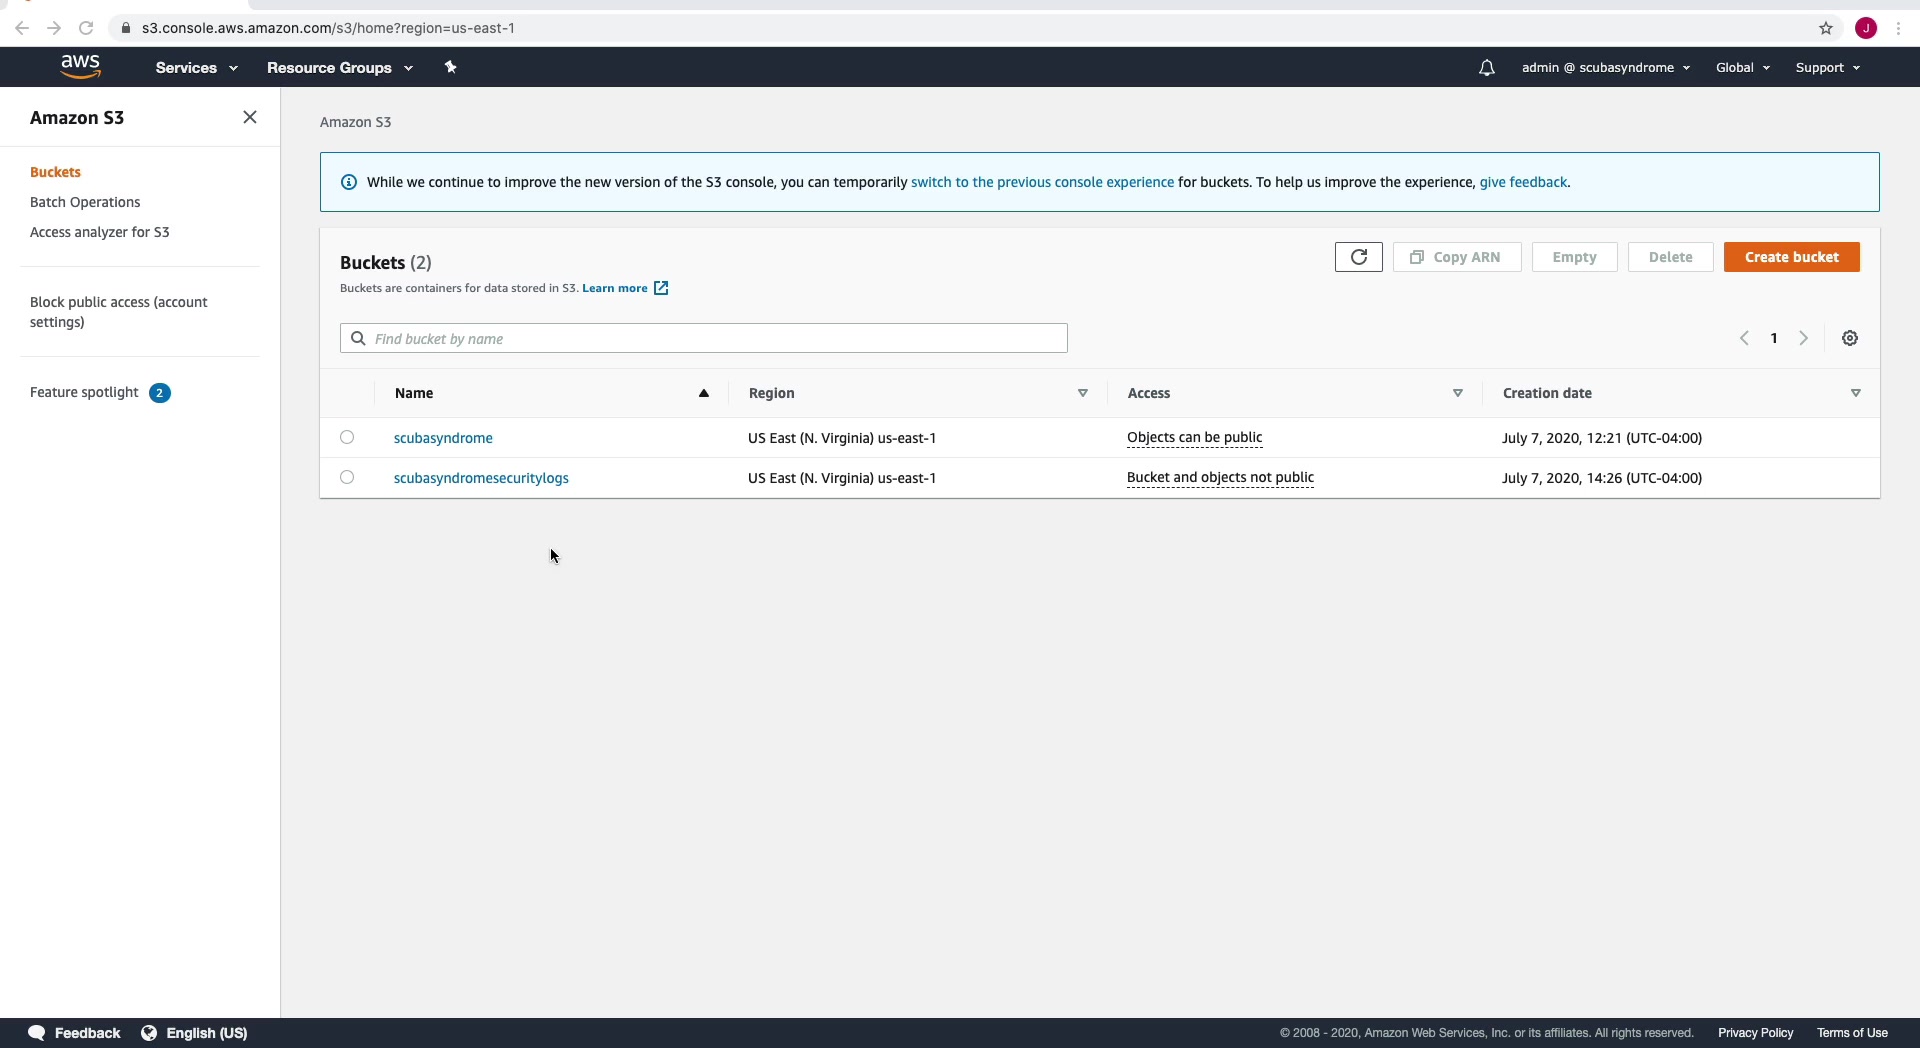 s3.console.aws.amazon.com/s3/home?region=us-east-1
J
aws
Services
Resource Groups
admin @ scubasyndrome
Global
Support
Amazon S3
Buckets
Batch Operations
Access analyzer for S3
Block public access (account
settings)
Feature spotlight 2
Amazon S3
While we continue to improve the new version of the S3 console, you can temporarily switch to the previous console experience for buckets. To help us improve the experience, give feedback.
Buckets (2)
Buckets are containers for data stored in S3. Learn more
Copy ARN
Empty
Delete
Create bucket
Find bucket by name
1
Name Region Access Creation date
scubasyndrome US East (N. Virginia) us-east-1 Objects can be public July 7, 2020, 12:21 (UTC-04:00)
scubasyndromesecuritylogs US East (N. Virginia) us-east-1 Bucket and objects not public July 7, 2020, 14:26 (UTC-04:00)
Feedback
English (US)
© 2008 - 2020, Amazon Web Services, Inc. or its affiliates. All rights reserved.
Privacy Policy
Terms of Use